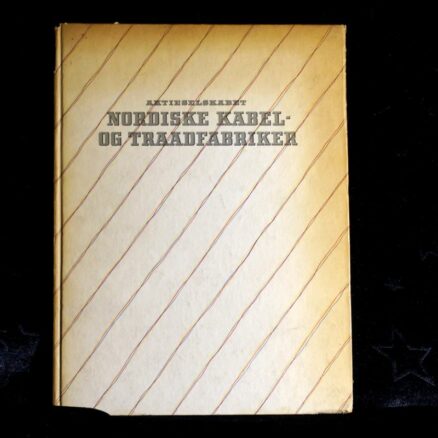 AKTIESELSKABET
NORDISKE KABEL-
OG TRAADFABRIKER